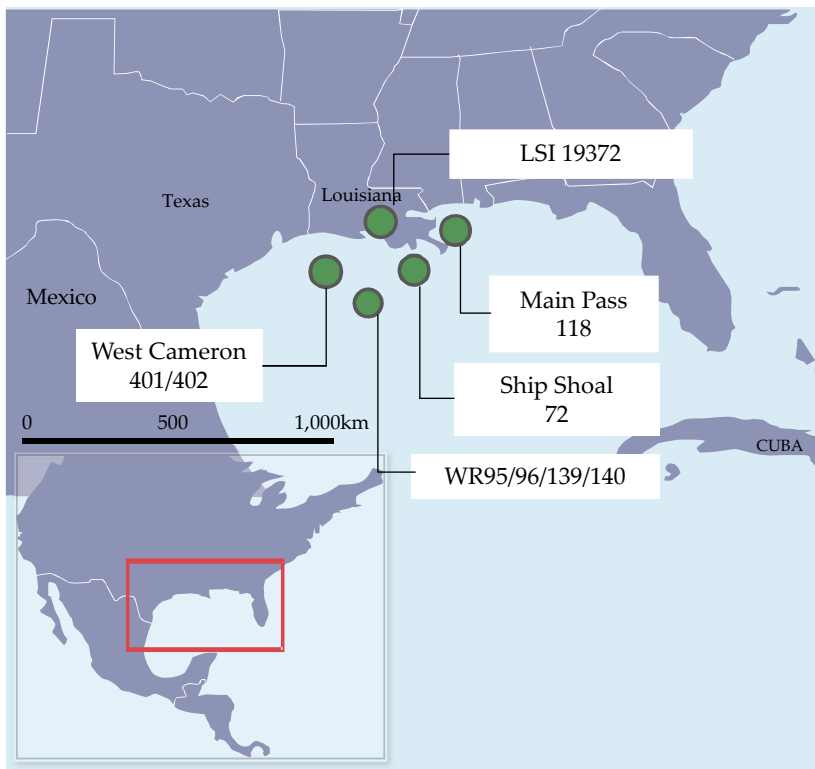 LSI 19372
Texas
Louisiana
Mexico
Main Pass
118
West Cameron
401/402
Ship Shoal
72
0 500 1,000km
CUBA
WR95/96/139/140